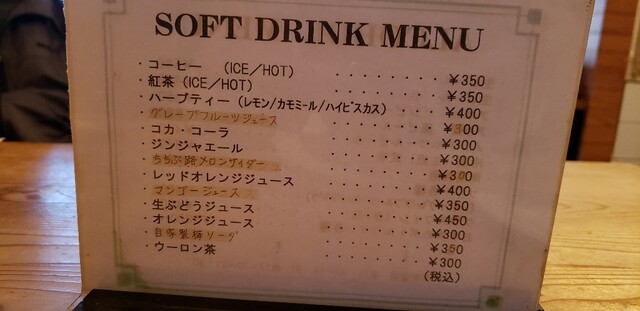 SOFT DRINK MENU
・コーヒー (ICE/HOT) ........ ¥350
・紅茶(ICE/HOT) ........ ¥350
・ハーブティー(レモン/カモミール/ハイビスカス) ¥400
・グレープフルーツジュース ........ ¥300
・コカ・コーラ ........ ¥300
・ジンジャエール ........ ¥300
・ちちぶ路メロンサイダー ........ ¥300
・レッドオレンジジュース ........ ¥400
・マンゴージュース ........ ¥350
・生ぶどうジュース ........ ¥450
・オレンジジュース ........ ¥300
・自家製梅ソーダ ........ ¥350
・ウーロン茶 ........ ¥300
(税込)